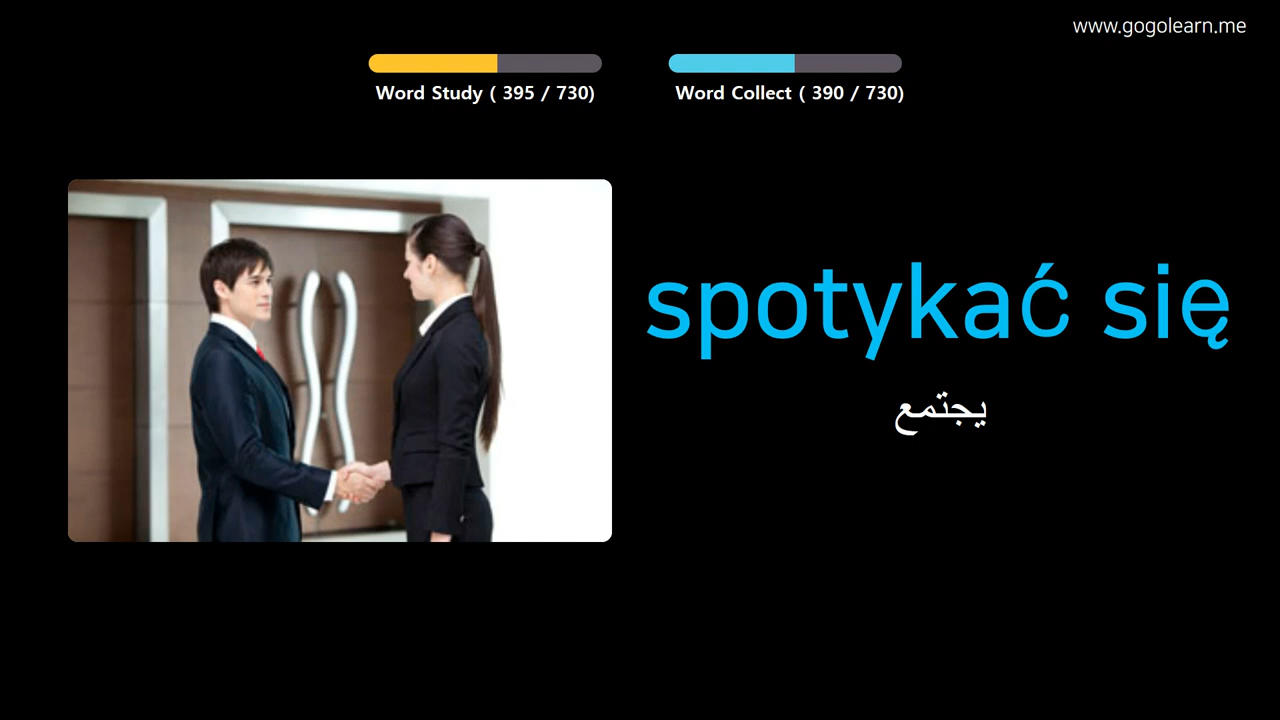 www.gogolearn.me
Word Study ( 395 / 730)
Word Collect ( 390 / 730)
spotykać się
يجتمع